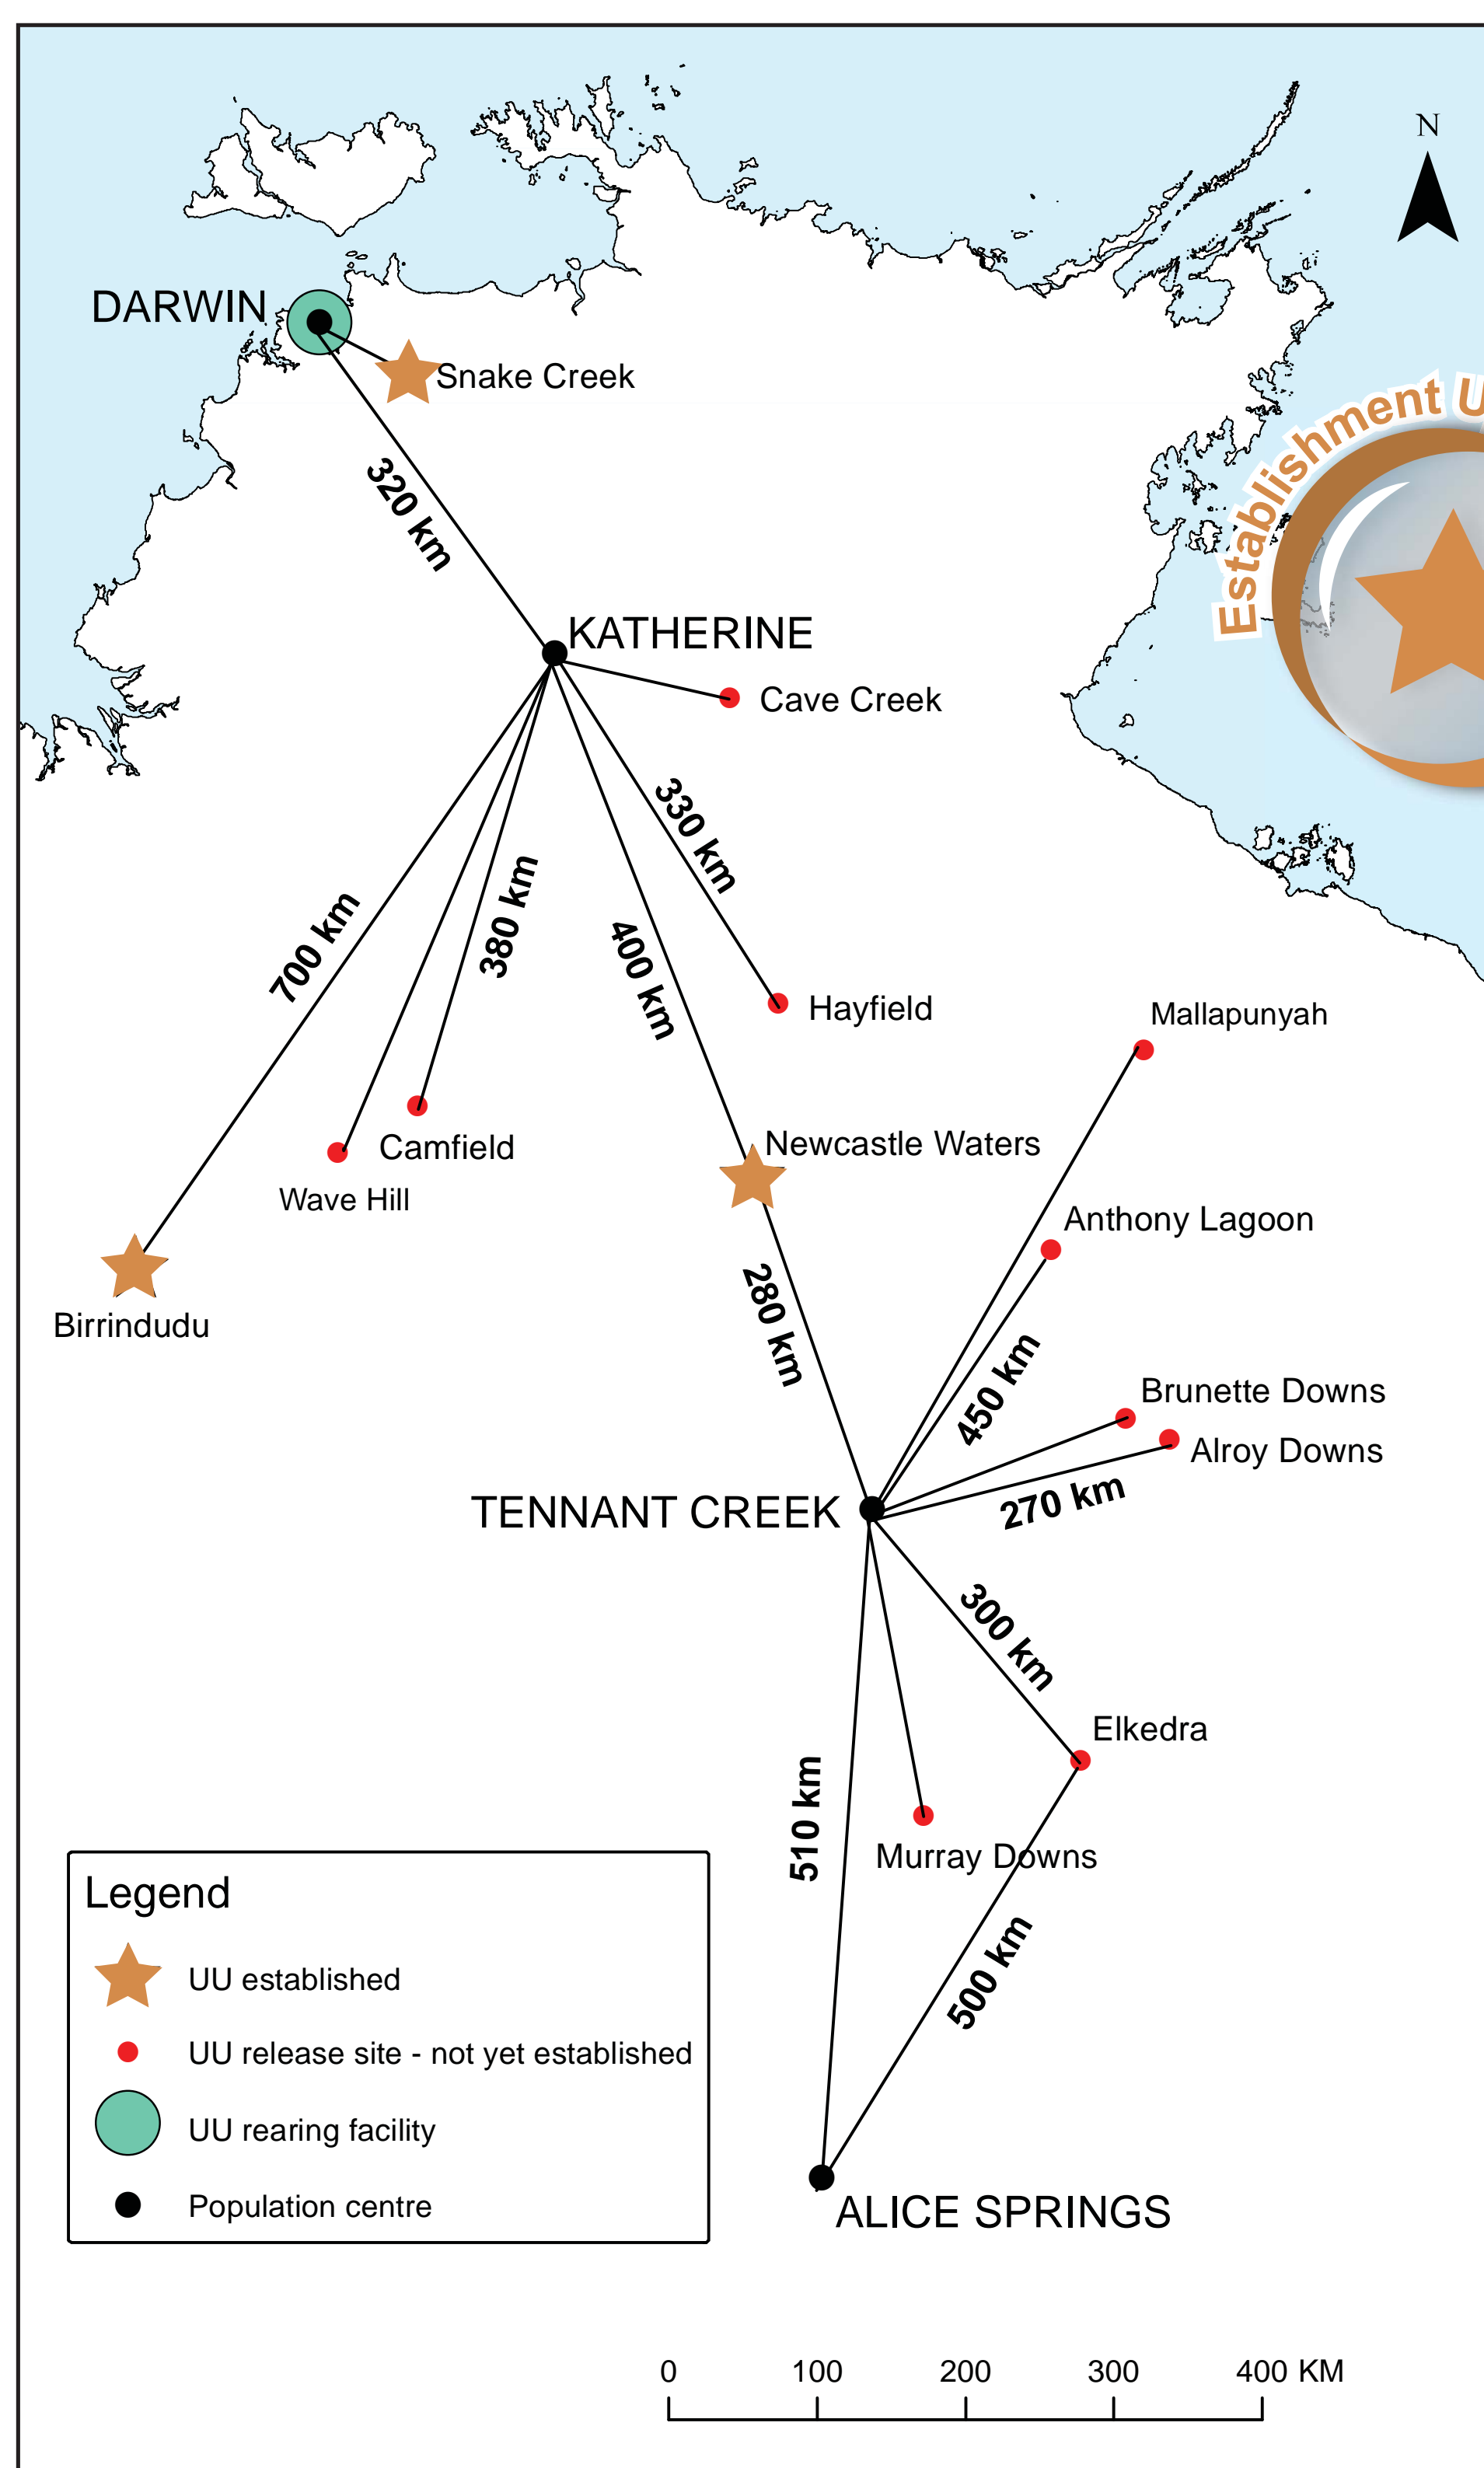 N
DARWIN
Snake Creek
Establishment U
320 km
KATHERINE
Cave Creek
330 km
700 km
380 km
400 km
Hayfield
Mallapunyah
Camfield
Newcastle Waters
Wave Hill
Anthony Lagoon
Birrindudu
280 km
450 km
Brunette Downs
Alroy Downs
270 km
TENNANT CREEK
300 km
Elkedra
510 km
Murray Downs
500 km
Legend
UU established
UU release site - not yet established
UU rearing facility
Population centre
ALICE SPRINGS
0 100 200 300 400 KM